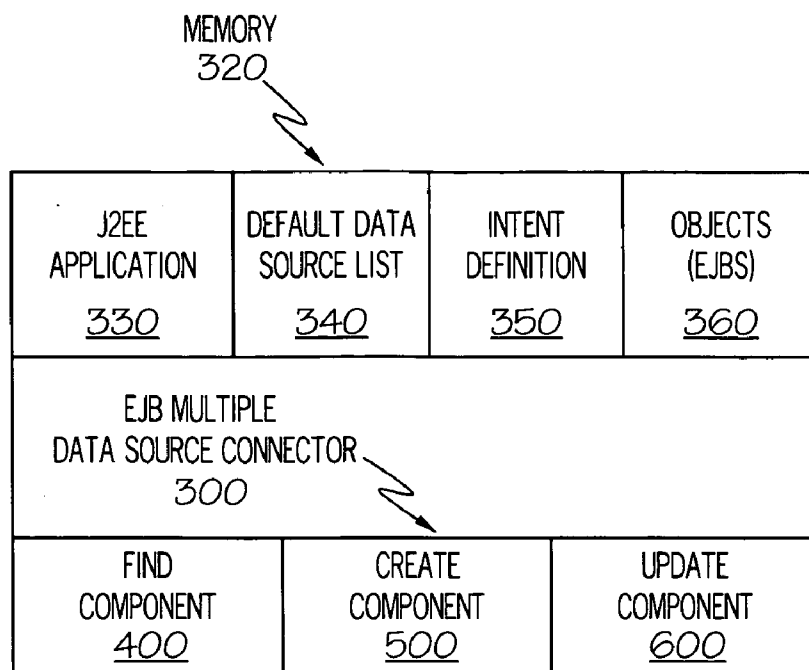 MEMORY
320
J2EE
APPLICATION
330
DEFAULT DATA
SOURCE LIST
340
INTENT
DEFINITION
350
OBJECTS
(EJBS)
360
EJB MULTIPLE
DATA SOURCE CONNECTOR
300
FIND
COMPONENT
400
CREATE
COMPONENT
500
UPDATE
COMPONENT
600